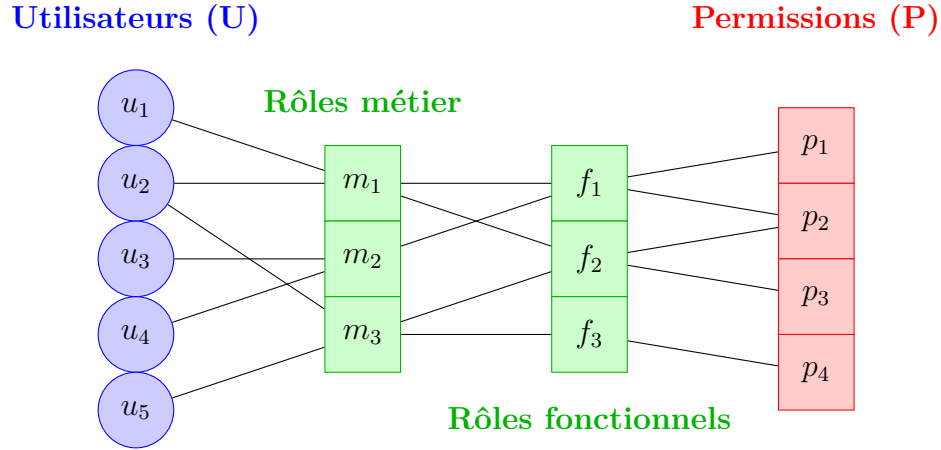 Utilisateurs (U)
Permissions (P)
Rôles métier
u₁
u₂
u₃
u₄
u₅
m₁
m₂
m₃
f₁
f₂
f₃
p₁
p₂
p₃
p₄
Rôles fonctionnels